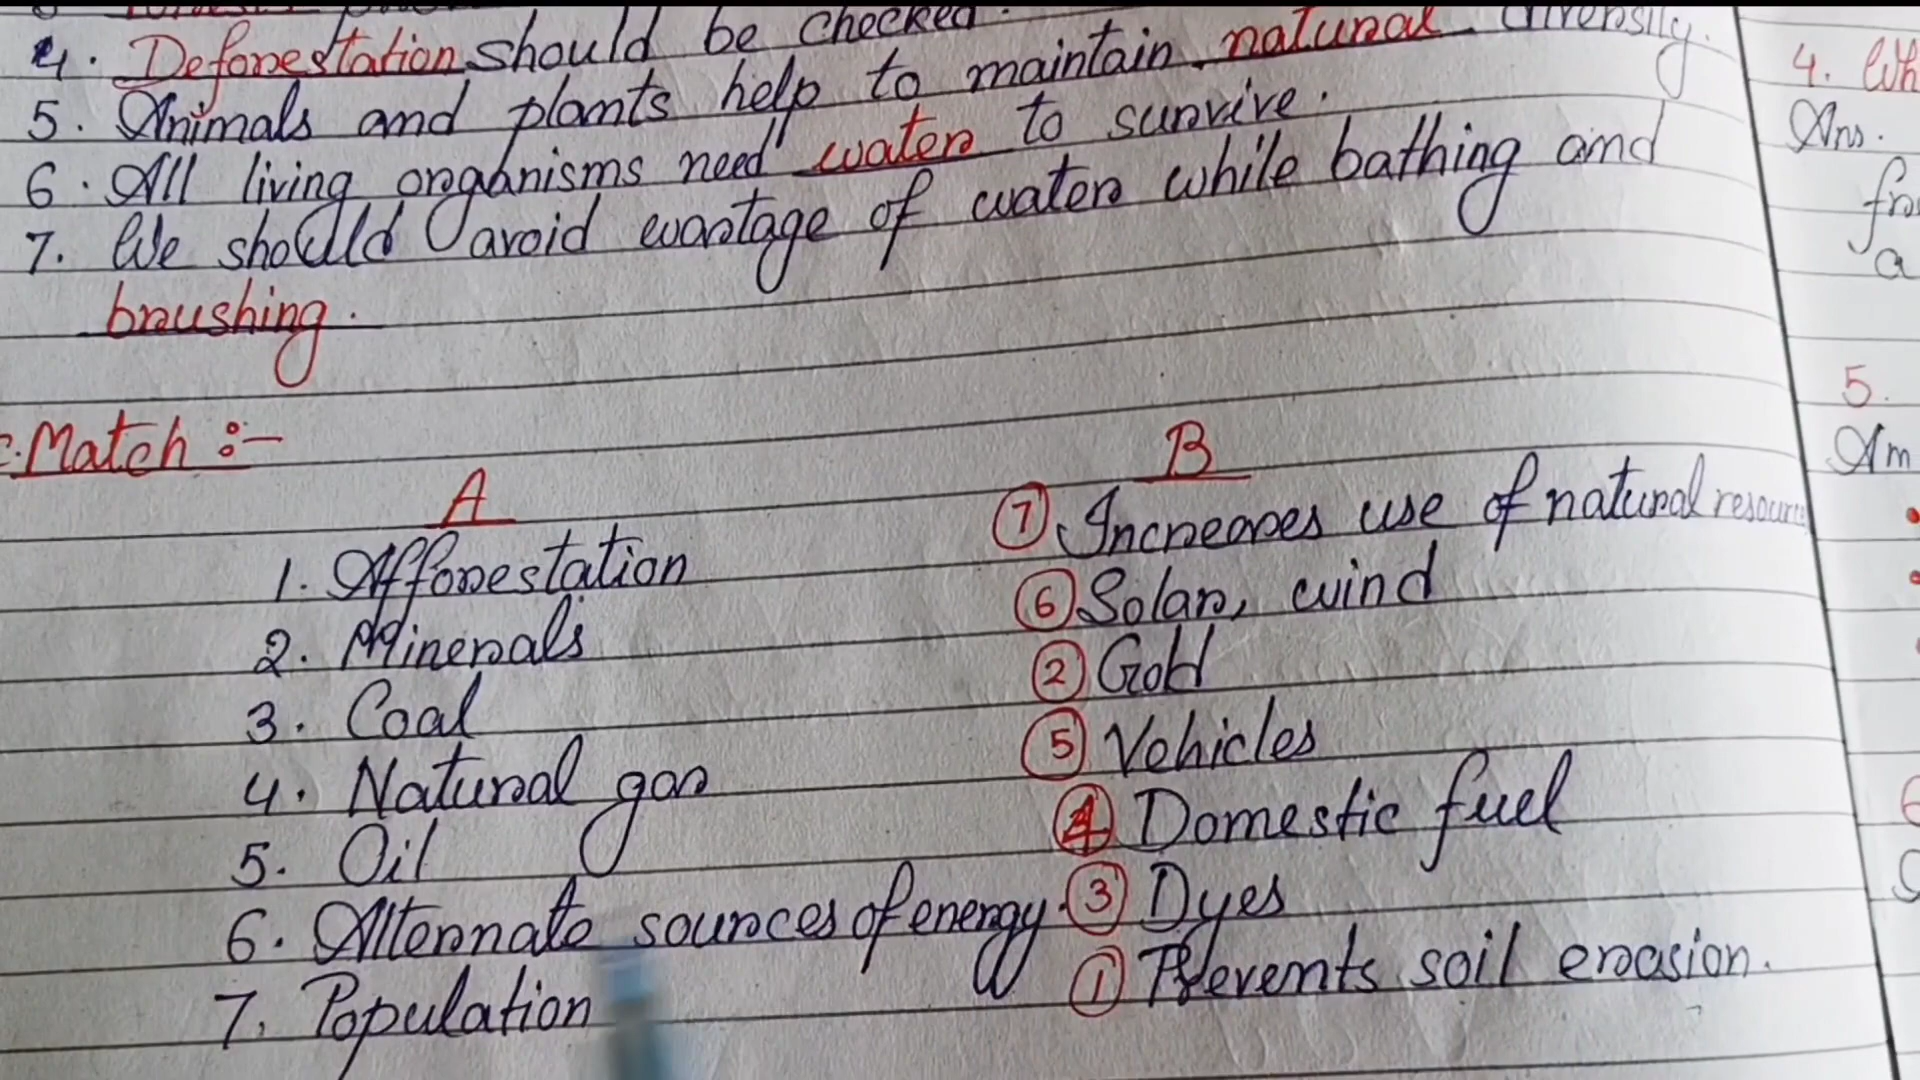 4. Deforestation should be checked.
5. Animals and plants help to maintain natural diversity.
6. All living organisms need water to survive.
7. We should avoid wastage of water while bathing and
brushing.
C. Match :-
A B
1. Afforestation ⑦ Increases use of natural resources
2. Minerals ⑥ Solar, wind
3. Coal ② Gold
4. Natural gas ⑤ Vehicles
5. Oil ④ Domestic fuel
6. Alternate sources of energy. ③ Dyes
7. Population ① Prevents soil erosion.
4. Wh
Ans.
a
5.